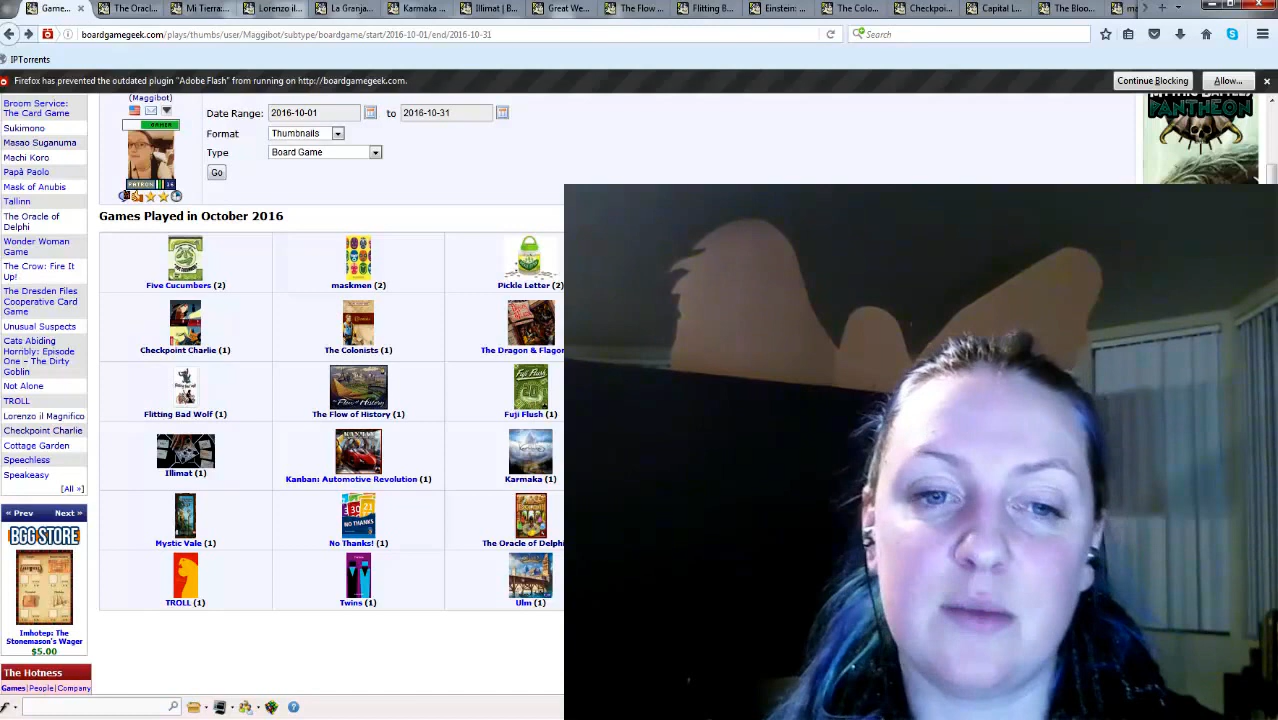 Game...
The Oracl...
Mi Tierra:...
Lorenzo il...
La Granja...
Karmaka ...
Illimat | B...
Great We...
The Flow ...
Flitting B...
Einstein: ...
The Colo...
Checkpoi...
Capital L...
The Bloo...
boardgamegeek.com/plays/thumbs/user/Maggibot/subtype/boardgame/start/2016-10-01/end/2016-10-31
Search
IPTorrents
Firefox has prevented the outdated plugin "Adobe Flash" from running on http://boardgamegeek.com.
Continue Blocking
Allow...
Broom Service:
The Card Game
Sukimono
Masao Suganuma
Machi Koro
Papà Paolo
Mask of Anubis
Tallinn
The Oracle of
Delphi
Wonder Woman
Game
The Crow: Fire It
Up!
The Dresden Files
Cooperative Card
Game
Unusual Suspects
Cats Abiding
Horribly: Episode
One – The Dirty
Goblin
Not Alone
TROLL
Lorenzo il Magnifico
Checkpoint Charlie
Cottage Garden
Speechless
Speakeasy
[All »]
« Prev Next »
BGG STORE
Imhotep: The
Stonemason's Wager
$5.00
The Hotness
Games|People|Company
(Maggibot)
GAMER
PATRON 16
Date Range: 2016-10-01 to 2016-10-31
Format Thumbnails
Type Board Game
Go
MYTHIC BATTLES
PANTHEON
Games Played in October 2016
Five Cucumbers (2)
maskmen (2)
Pickle Letter (2)
Checkpoint Charlie (1)
The Colonists (1)
The Dragon & Flagon
Flitting Bad Wolf (1)
The Flow of History (1)
Fuji Flush (1)
Illimat (1)
Kanban: Automotive Revolution (1)
Karmaka (1)
Mystic Vale (1)
NO THANKS
No Thanks! (1)
The Oracle of Delphi
TROLL (1)
Twins (1)
Ulm (1)